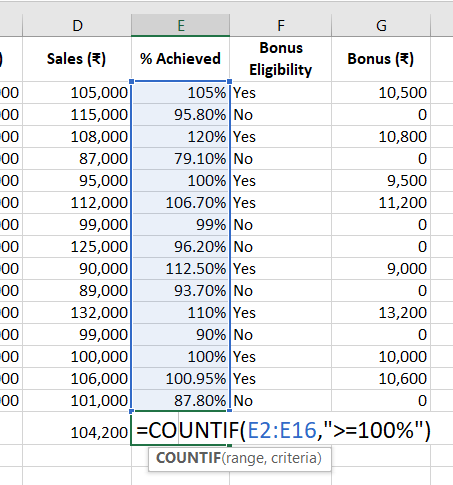 D E F G
) Sales (₹) % Achieved Bonus Eligibility Bonus (₹)
00 105,000 105% Yes 10,500
00 115,000 95.80% No 0
00 108,000 120% Yes 10,800
00 87,000 79.10% No 0
00 95,000 100% Yes 9,500
00 112,000 106.70% Yes 11,200
00 99,000 99% No 0
00 125,000 96.20% No 0
00 90,000 112.50% Yes 9,000
00 89,000 93.70% No 0
00 132,000 110% Yes 13,200
00 99,000 90% No 0
00 100,000 100% Yes 10,000
00 106,000 100.95% Yes 10,600
00 101,000 87.80% No 0
104,200 =COUNTIF(E2:E16,">=100%")
COUNTIF(range, criteria)